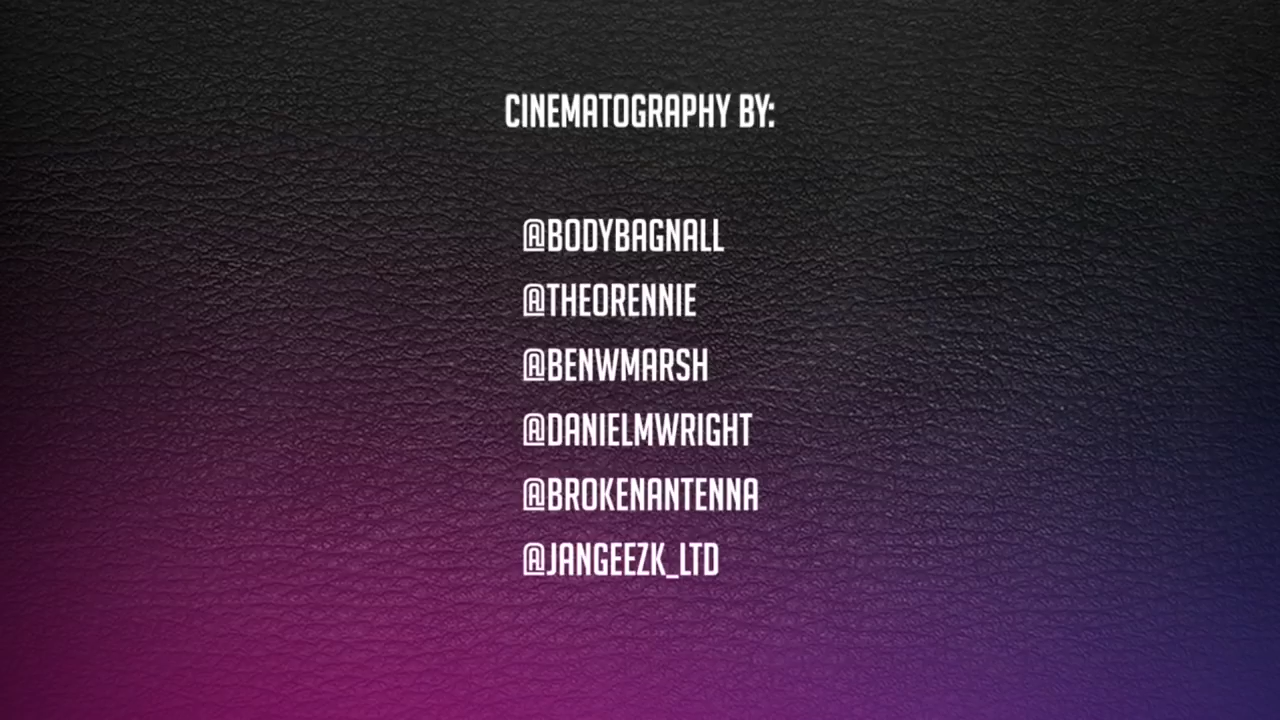 CINEMATOGRAPHY BY:
@BODYBAGNALL
@THEORENNIE
@BENWMARSH
@DANIELMWRIGHT
@BROKENANTENNA
@JANGEEZK_LTD